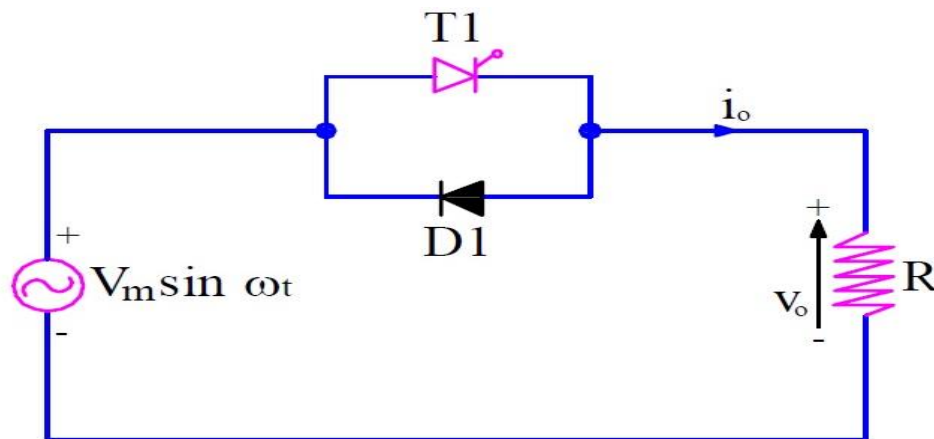 T1
iₒ
D1
+
+
Vₘsin ωt
vₒ
R
-
-